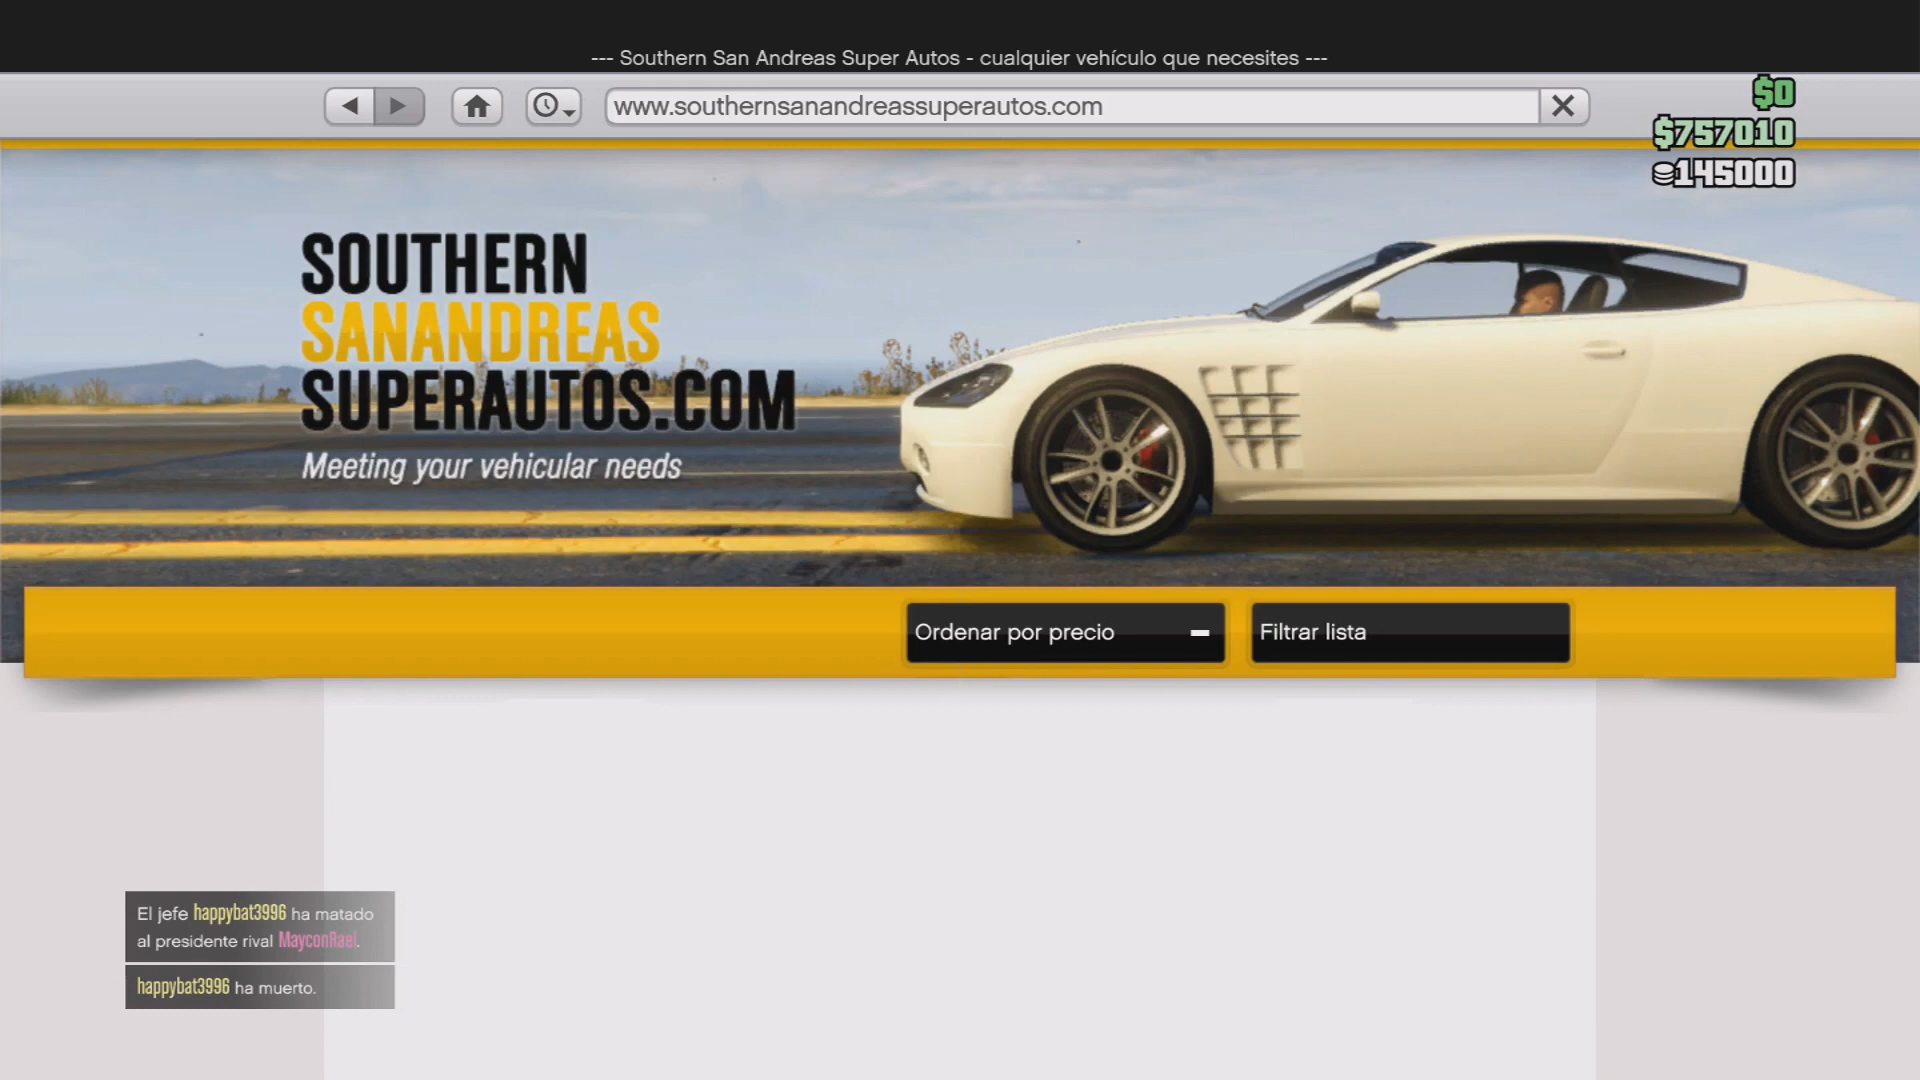 --- Southern San Andreas Super Autos - cualquier vehículo que necesites ---
www.southernsanandreassuperautos.com
$0
$757010
145000
SOUTHERN
SANANDREAS
SUPERAUTOS.COM
Meeting your vehicular needs
Ordenar por precio
Filtrar lista
El jefe happybat3996 ha matado
al presidente rival MayconRael.
happybat3996 ha muerto.